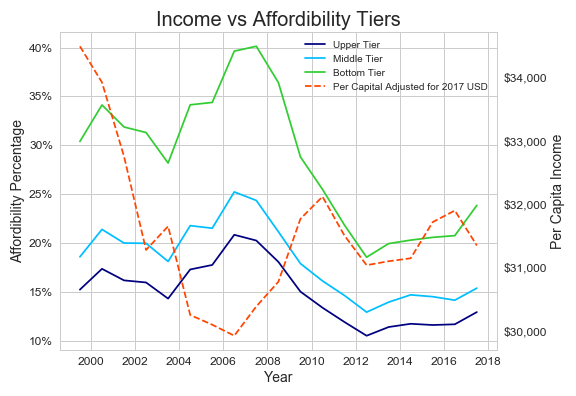 Income vs Affordibility Tiers
Upper Tier
Middle Tier
Bottom Tier
Per Capital Adjusted for 2017 USD
40%
35%
30%
25%
20%
15%
10%
Affordibility Percentage
$34,000
$33,000
$32,000
$31,000
$30,000
Per Capita Income
2000 2002 2004 2006 2008 2010 2012 2014 2016 2018
Year